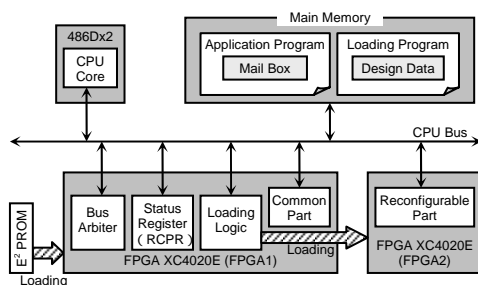 Main Memory
486Dx2
CPU
Core
Application Program
Mail Box
Loading Program
Design Data
CPU Bus
Bus
Arbiter
Status
Register
( RCPR )
Loading
Logic
Common
Part
Reconfigurable
Part
E² PROM
Loading
Loading
FPGA XC4020E (FPGA1)
FPGA XC4020E
(FPGA2)